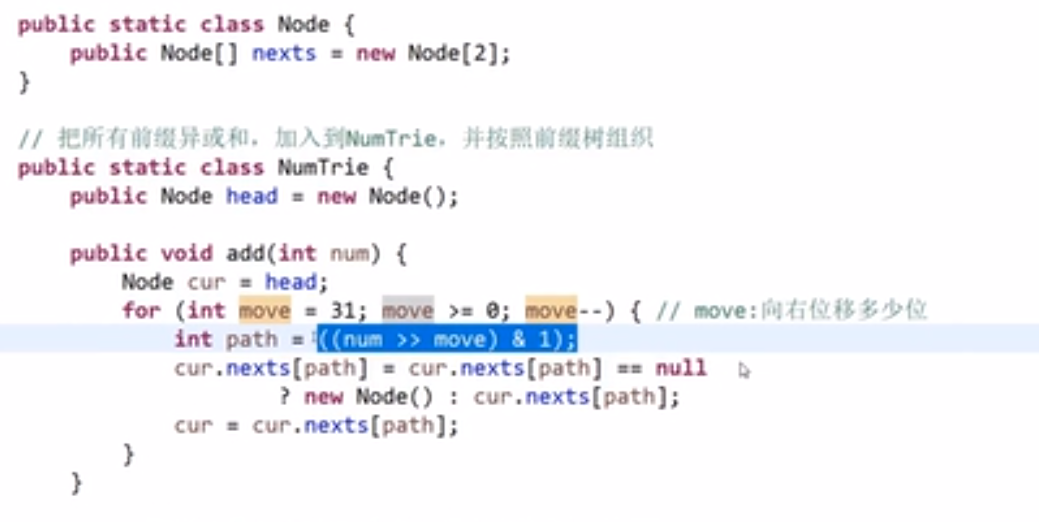 public static class Node {
public Node[] nexts = new Node[2];
}
// 把所有前缀异或和，加入到NumTrie，并按照前缀树组织
public static class NumTrie {
public Node head = new Node();
public void add(int num) {
Node cur = head;
for (int move = 31; move >= 0; move--) { // move:向右位移多少位
int path = ((num >> move) & 1);
cur.nexts[path] = cur.nexts[path] == null
? new Node() : cur.nexts[path];
cur = cur.nexts[path];
}
}